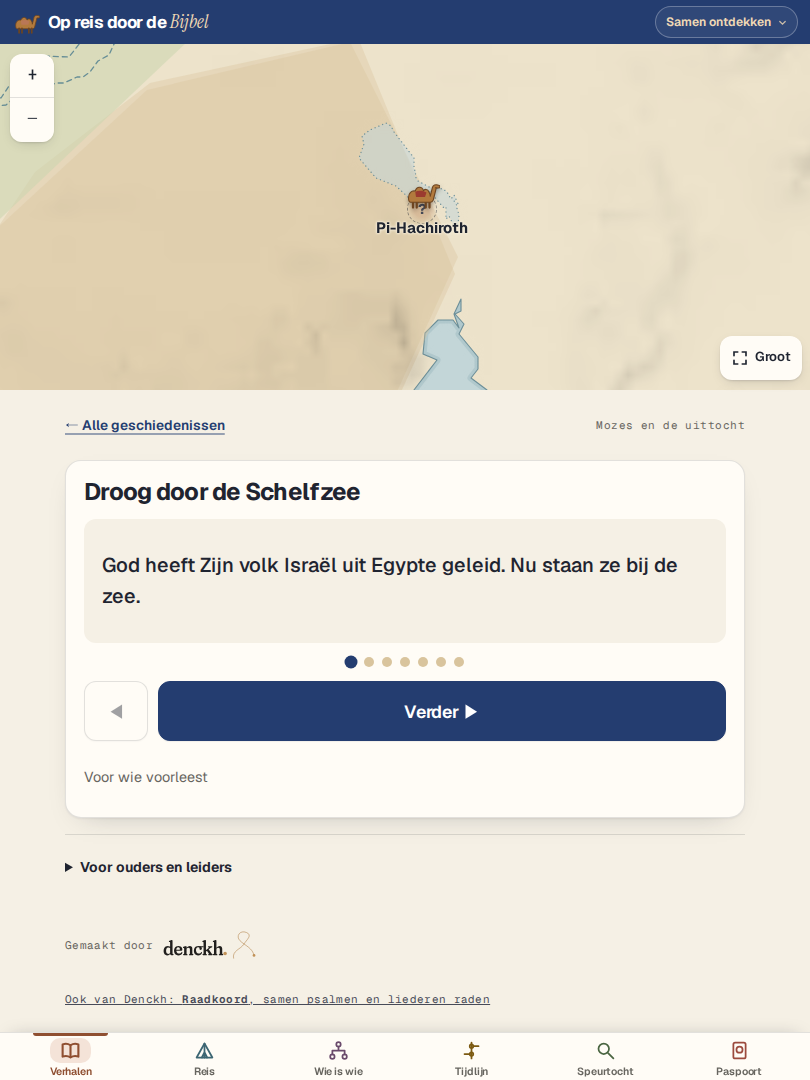 Op reis door de Bijbel
Samen ontdekken
+
−
?
Pi-Hachiroth
Groot
← Alle geschiedenissen
Mozes en de uittocht
Droog door de Schelfzee
God heeft Zijn volk Israël uit Egypte geleid. Nu staan ze bij de
zee.
◀
Verder ▶
Voor wie voorleest
▶ Voor ouders en leiders
Gemaakt door denckh.
Ook van Denckh: Raadkoord, samen psalmen en liederen raden
Verhalen
Reis
Wie is wie
Tijdlijn
Speurtocht
Paspoort